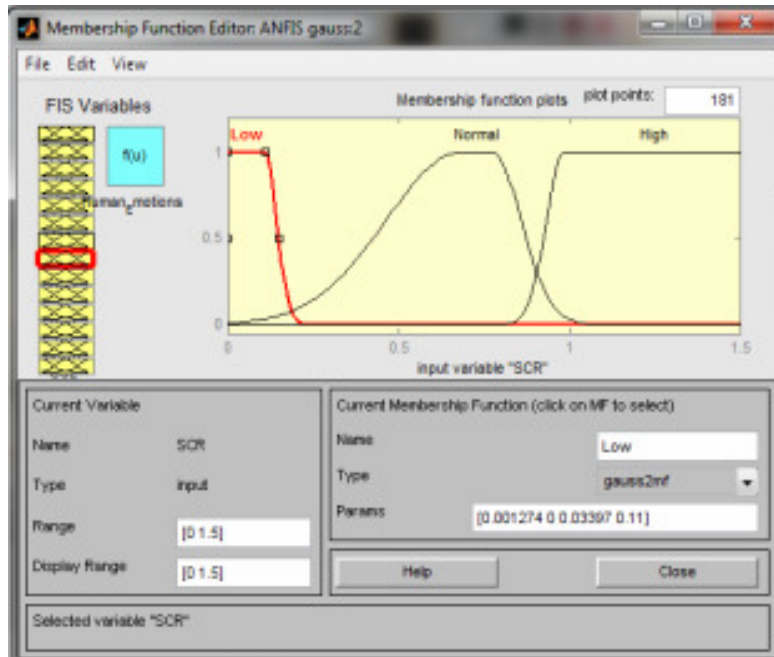 Membership Function Editor: ANFIS gauss2
File Edit View
FIS Variables
Membership function plots plot points: 181
f(u)
Human_Emotions
Low Normal High
1
0.5
0
0 0.5 1 1.5
input variable "SCR"
Current Variable
Name SCR
Type input
Range [0 1.5]
Display Range [0 1.5]
Current Membership Function (click on MF to select)
Name Low
Type gauss2mf
Params [0.001274 0 0.03397 0.11]
Help Close
Selected variable "SCR"